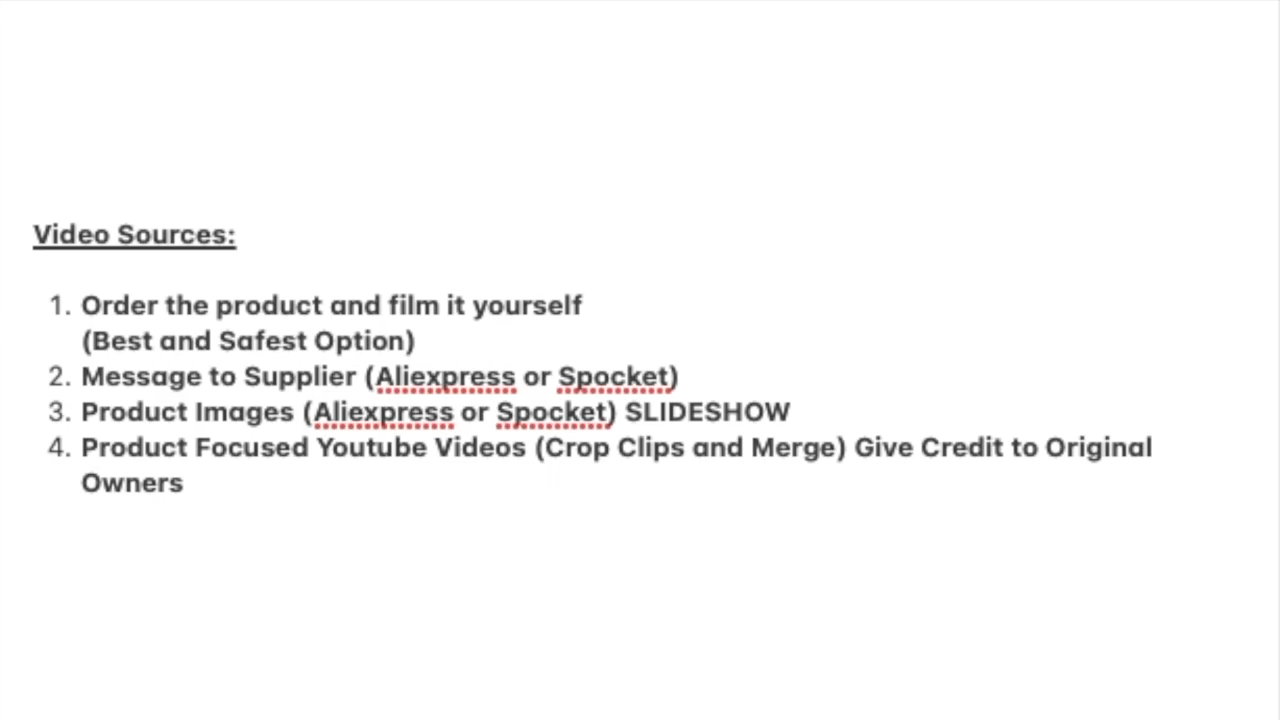 Video Sources:
1. Order the product and film it yourself
(Best and Safest Option)
2. Message to Supplier (Aliexpress or Spocket)
3. Product Images (Aliexpress or Spocket) SLIDESHOW
4. Product Focused Youtube Videos (Crop Clips and Merge) Give Credit to Original
Owners